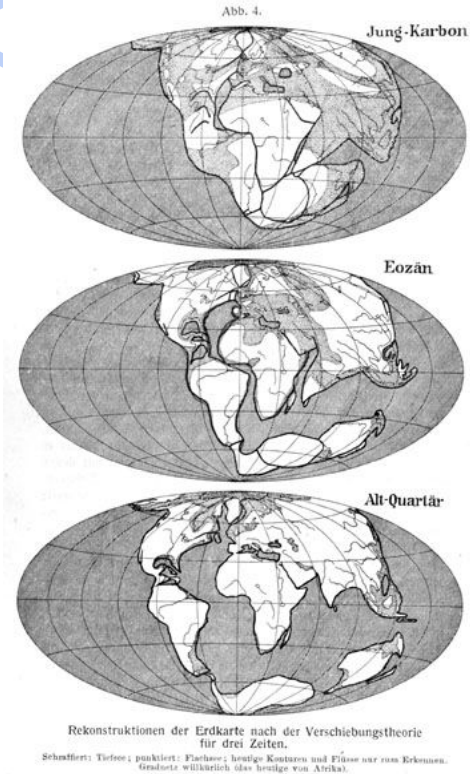 Abb. 4.
Jung-Karbon
Eozän
Alt-Quartär
Rekonstruktionen der Erdkarte nach der Verschiebungstheorie
für drei Zeiten.
Schraffiert: Tiefsee; punktiert: Flachsee; heutige Konturen und Flüsse nur zum Erkennen.
Gradnetz willkürlich (das heutige von Afrika).